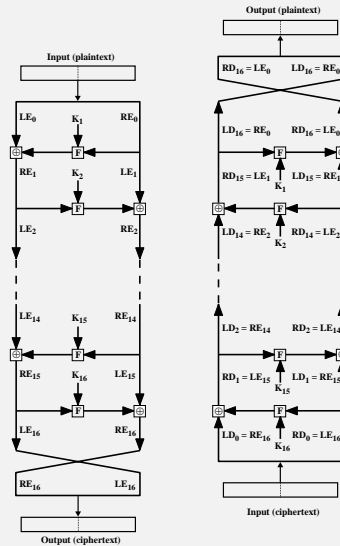 Input (plaintext)
LE0 K1 RE0
F
RE1 LE1
K2
F
LE2 RE2
LE14 K15 RE14
F
RE15 LE15
K16
F
LE16 RE16
RE16 LE16
Output (ciphertext)
Output (plaintext)
RD16 = LE0 LD16 = RE0
LD16 = RE0 RD16 = LE0
F
RD15 = LE1 LD15 = RE1
K1
F
LD14 = RE2 K2 RD14 = LE2
LD2 = RE14 RD2 = LE14
F
RD1 = LE15 LD1 = RE15
K15
F
LD0 = RE16 RD0 = LE16
K16
Input (ciphertext)